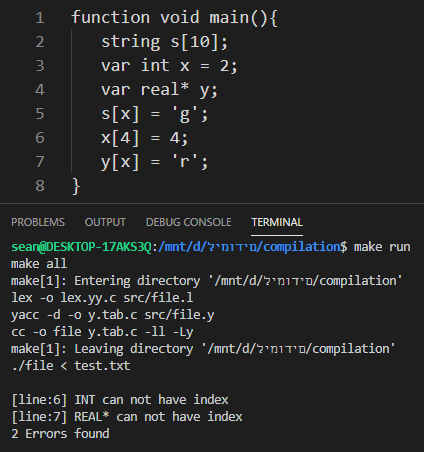 1 function void main(){
2 string s[10];
3 var int x = 2;
4 var real* y;
5 s[x] = 'g';
6 x[4] = 4;
7 y[x] = 'r';
8 }
PROBLEMS OUTPUT DEBUG CONSOLE TERMINAL
sean@DESKTOP-17AKS3Q:/mnt/d/לימודים/compilation$ make run
make all
make[1]: Entering directory '/mnt/d/לימודים/compilation'
lex -o lex.yy.c src/file.l
yacc -d -o y.tab.c src/file.y
cc -o file y.tab.c -ll -Ly
make[1]: Leaving directory '/mnt/d/לימודים/compilation'
./file < test.txt
[line:6] INT can not have index
[line:7] REAL* can not have index
2 Errors found